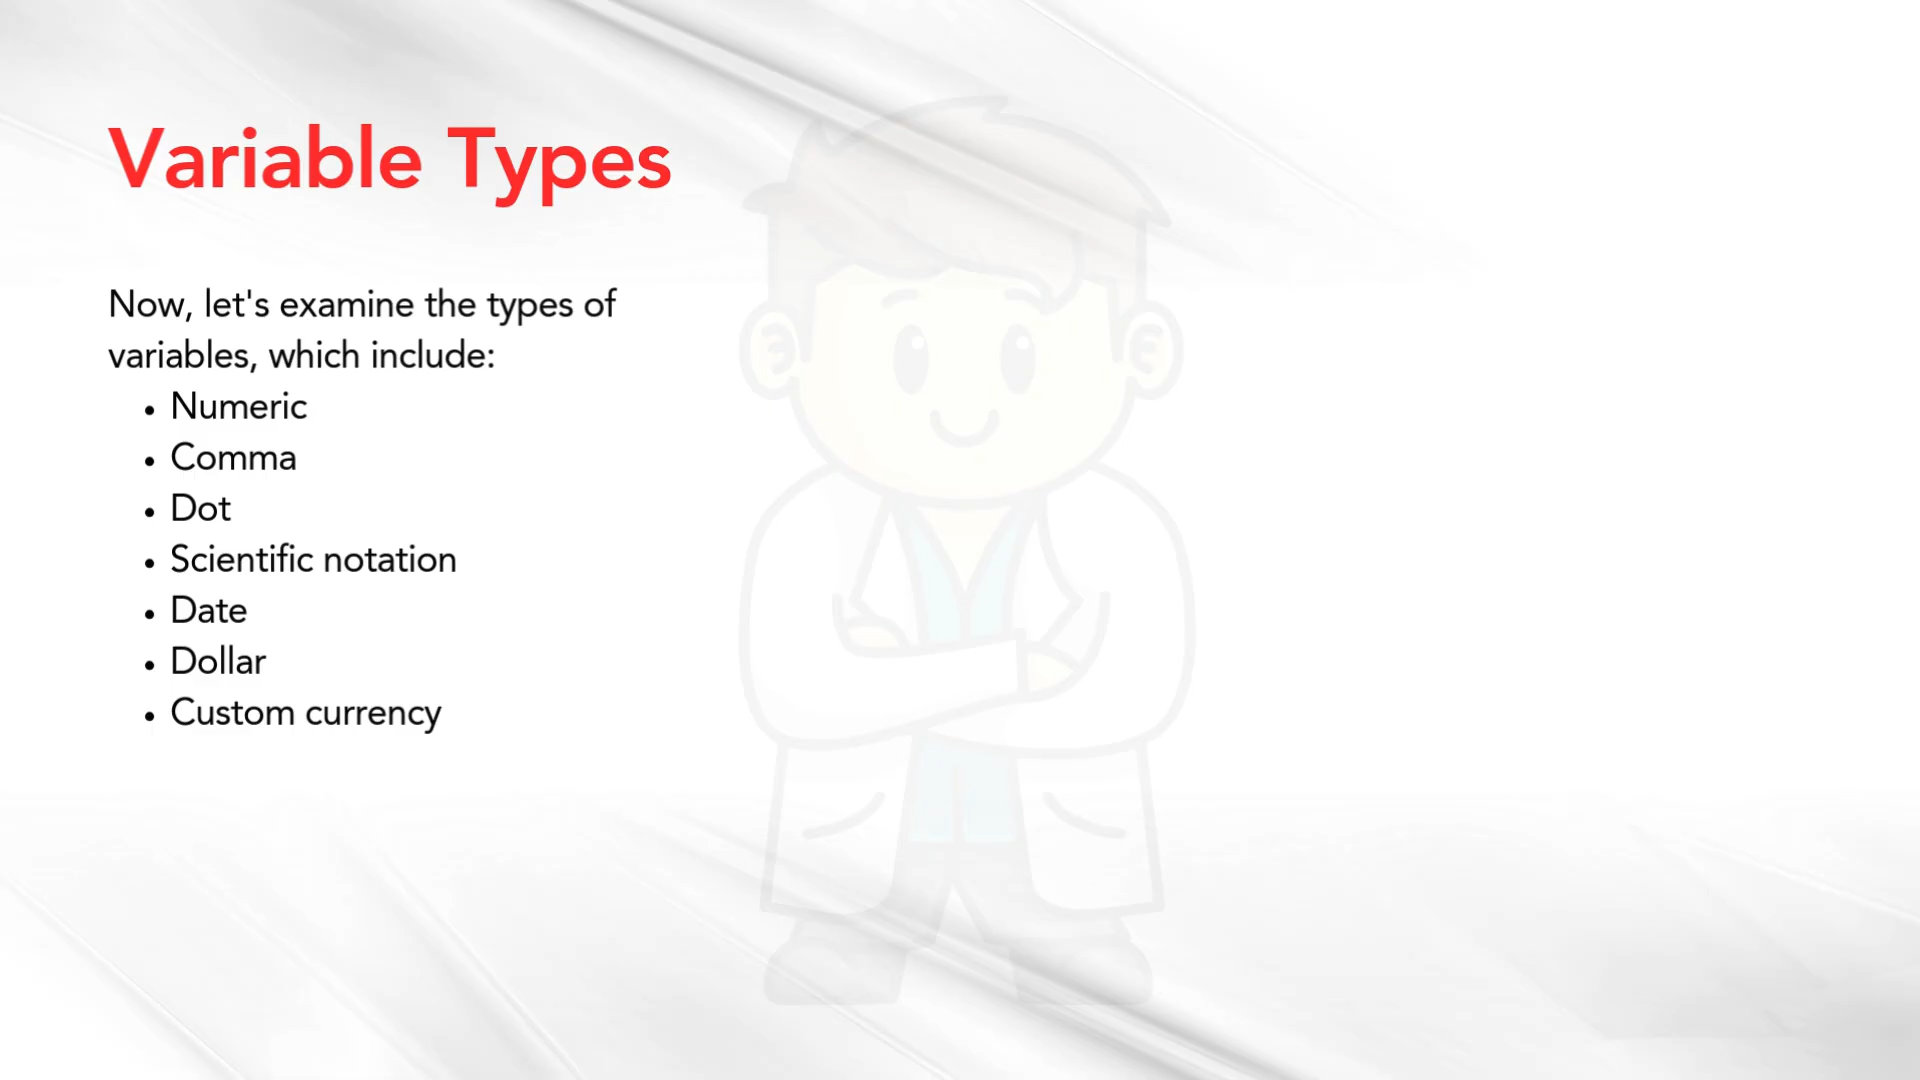 Variable Types
Now, let's examine the types of
variables, which include:
• Numeric
• Comma
• Dot
• Scientific notation
• Date
• Dollar
• Custom currency